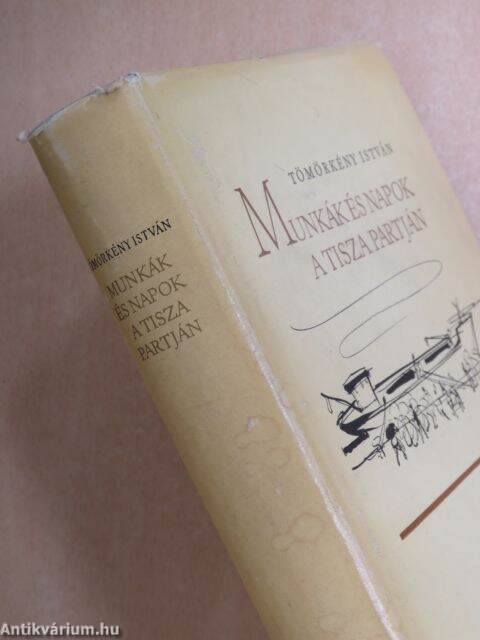 TÖMÖRKÉNY ISTVÁN
MUNKÁK ÉS NAPOK
A TISZA PARTJÁN
TÖMÖRKÉNY ISTVÁN
MUNKÁK
ÉS NAPOK
A TISZA
PARTJÁN
Antikvárium.hu